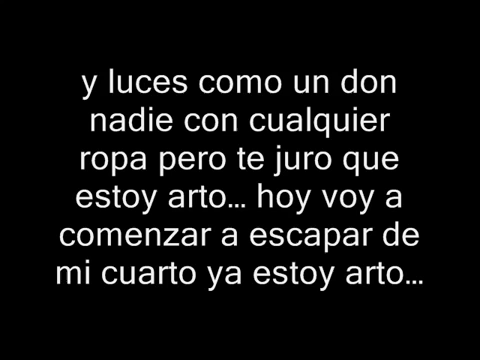 y luces como un don
nadie con cualquier
ropa pero te juro que
estoy arto... hoy voy a
comenzar a escapar de
mi cuarto ya estoy arto...